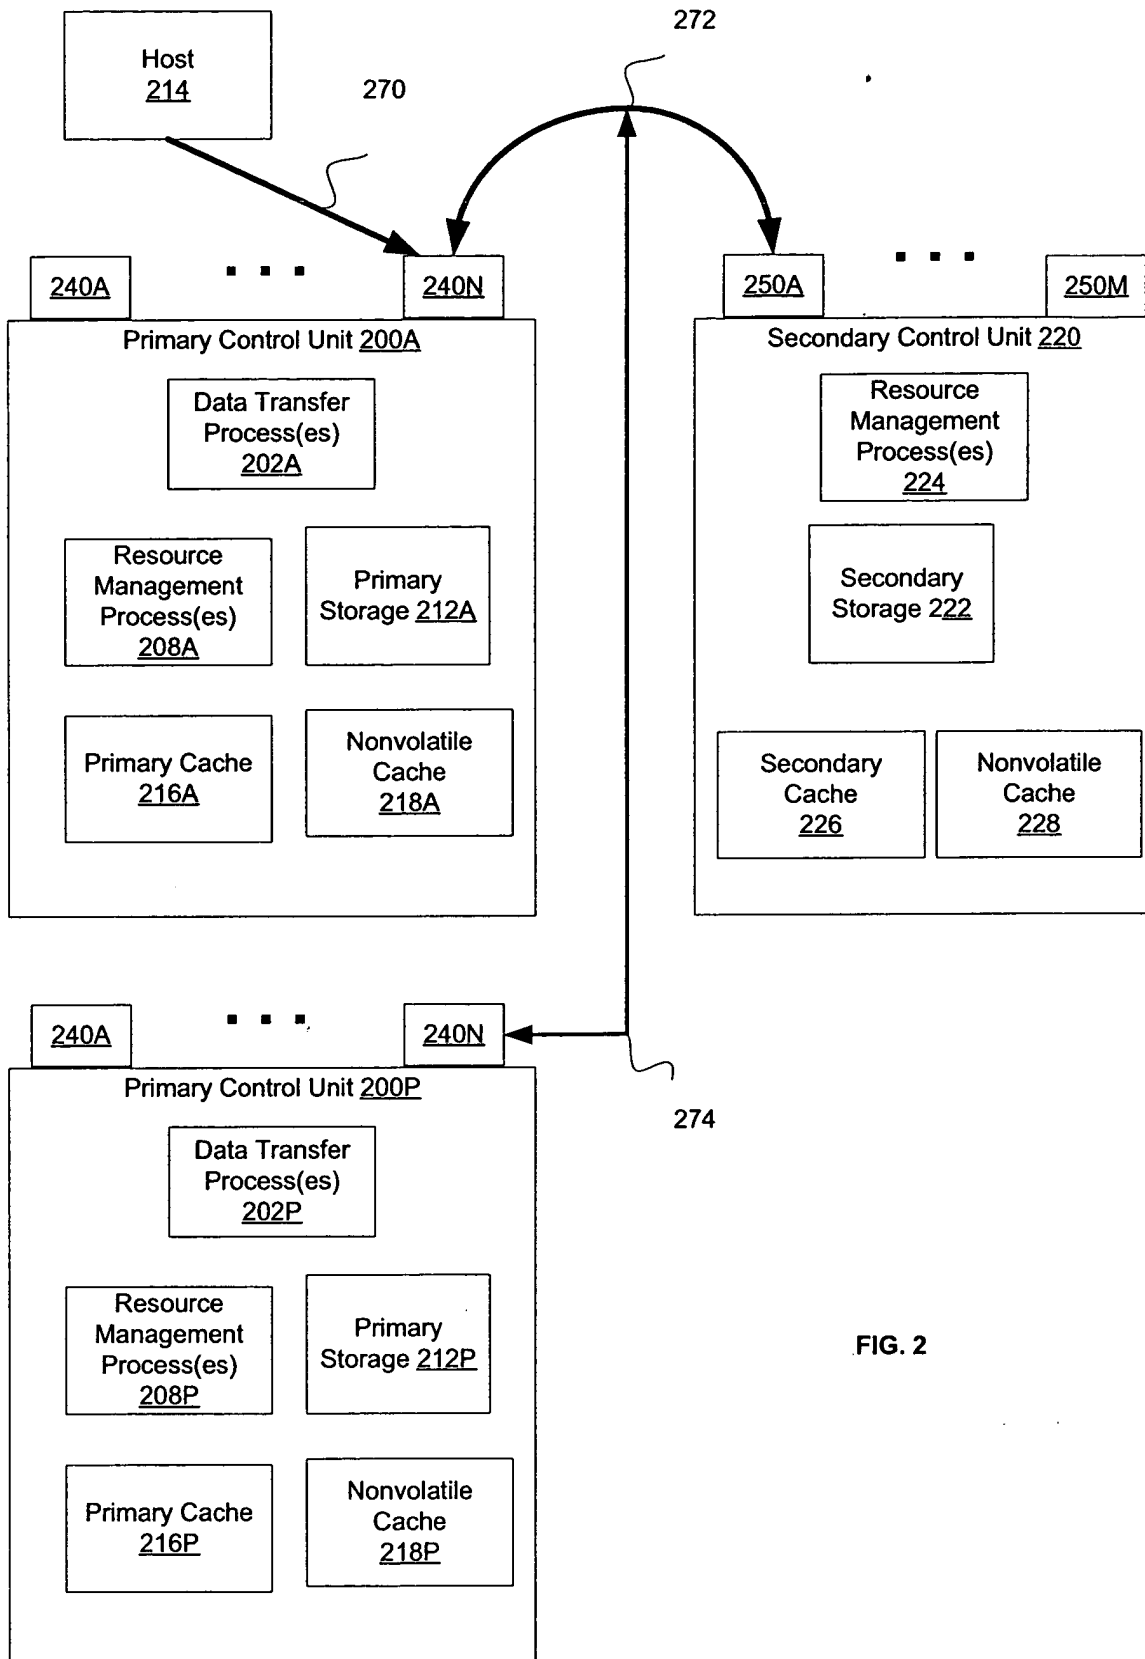 272
Host
214
270
240A
240N
250A
250M
Primary Control Unit 200A
Data Transfer
Process(es)
202A
Resource
Management
Process(es)
208A
Primary
Storage 212A
Primary Cache
216A
Nonvolatile
Cache
218A
Secondary Control Unit 220
Resource
Management
Process(es)
224
Secondary
Storage 222
Secondary
Cache
226
Nonvolatile
Cache
228
240A
240N
274
Primary Control Unit 200P
Data Transfer
Process(es)
202P
Resource
Management
Process(es)
208P
Primary
Storage 212P
Primary Cache
216P
Nonvolatile
Cache
218P
FIG. 2